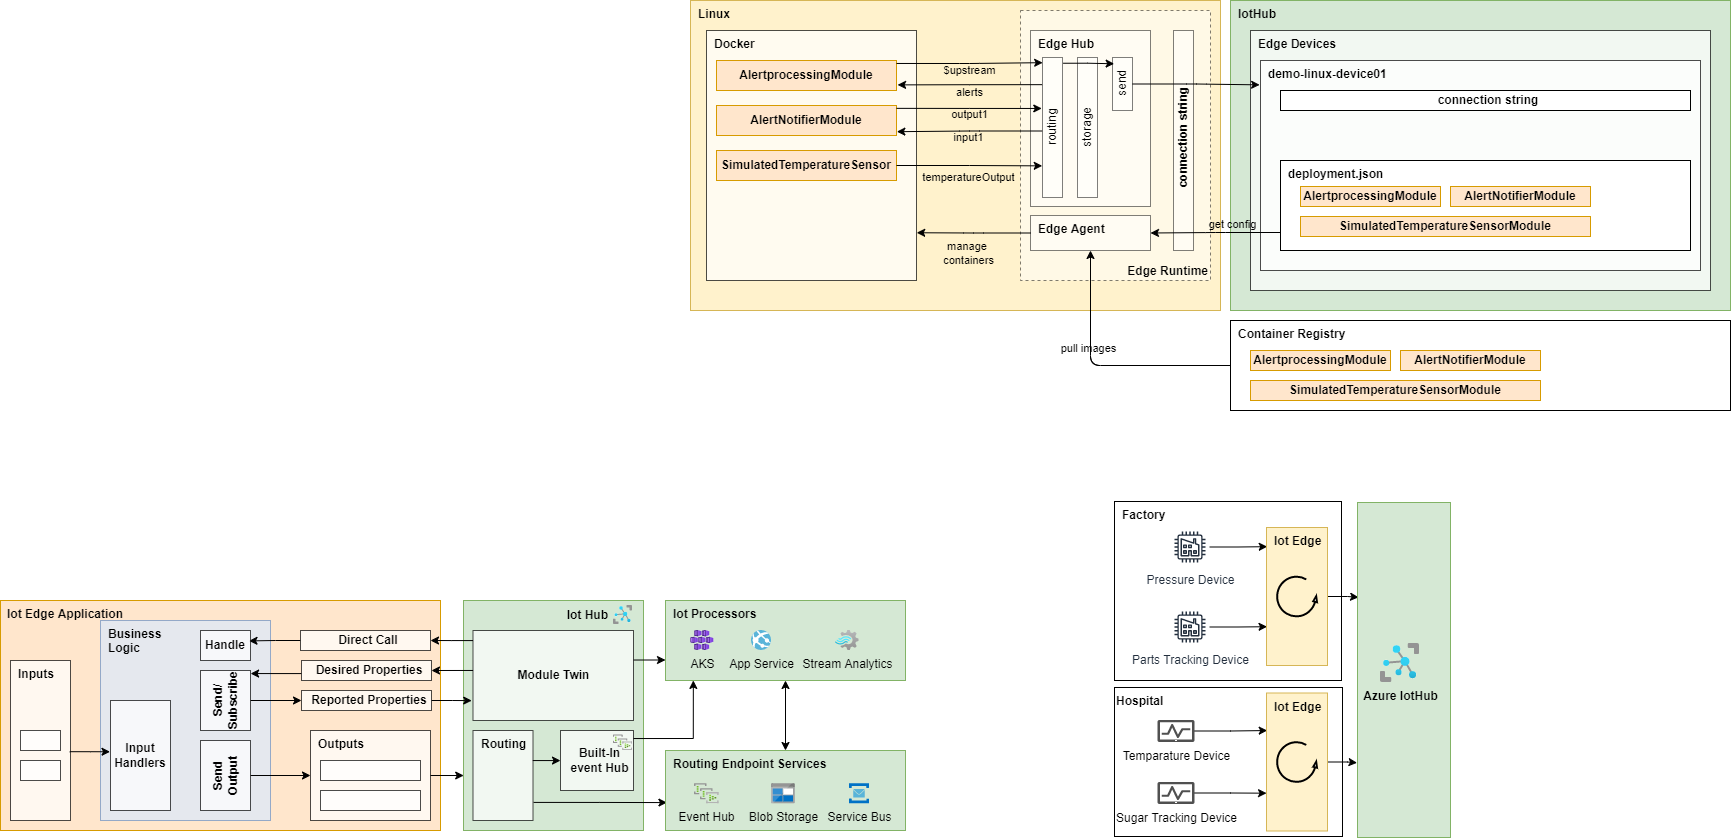 Linux
Docker
AlertprocessingModule
AlertNotifierModule
SimulatedTemperatureSensor
$upstream
alerts
output1
input1
temperatureOutput
manage
containers
Edge Hub
routing
storage
send
connection string
Edge Agent
Edge Runtime
get config
pull images
IotHub
Edge Devices
demo-linux-device01
connection string
deployment.json
AlertprocessingModule
AlertNotifierModule
SimulatedTemperatureSensorModule
Container Registry
AlertprocessingModule
AlertNotifierModule
SimulatedTemperatureSensorModule
Iot Edge Application
Inputs
Business
Logic
Input
Handlers
Handle
Send/
Subscribe
Send
Output
Direct Call
Desired Properties
Reported Properties
Outputs
Iot Hub
Module Twin
Routing
Built-In
event Hub
Iot Processors
AKS
App Service
Stream Analytics
Routing Endpoint Services
Event Hub
Blob Storage
Service Bus
Factory
Pressure Device
Parts Tracking Device
Iot Edge
Hospital
Temparature Device
Sugar Tracking Device
Iot Edge
Azure IotHub